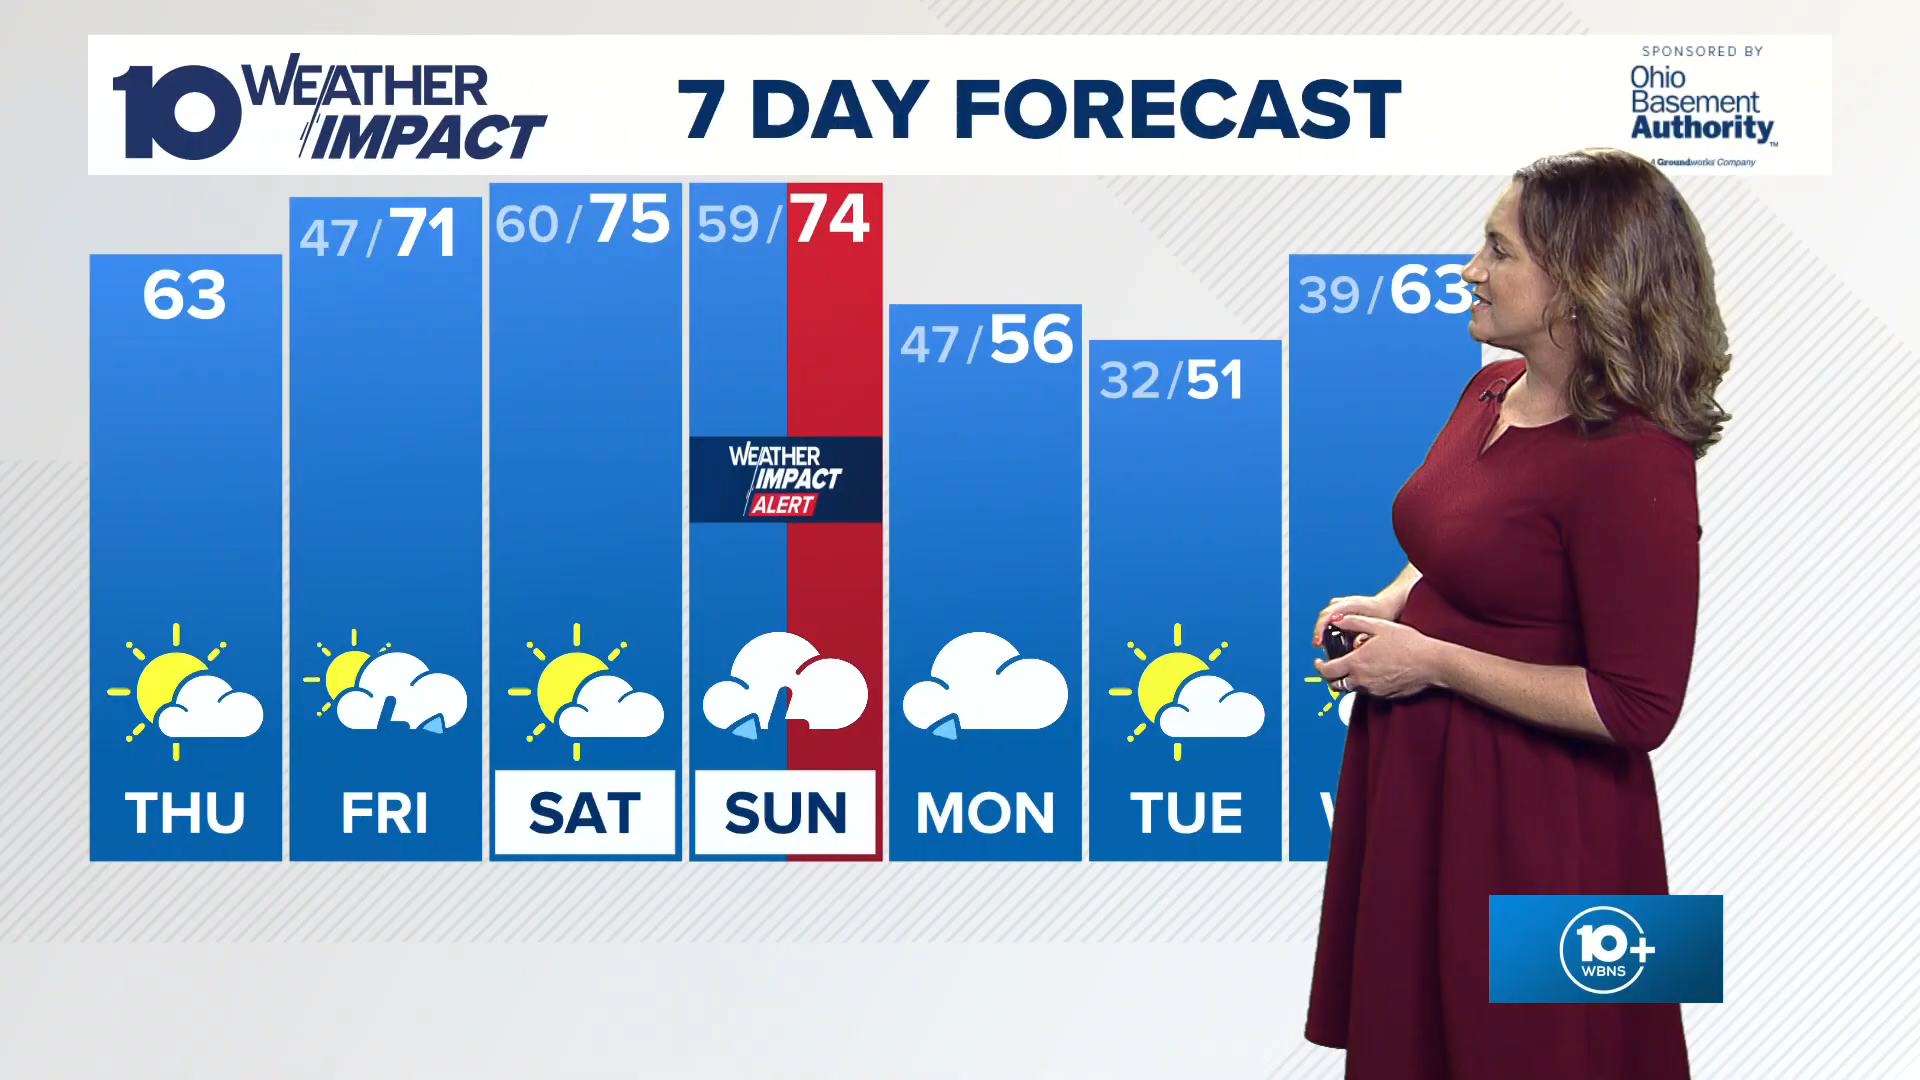 10 WEATHER IMPACT
7 DAY FORECAST
SPONSORED BY
Ohio
Basement
Authority™
A Groundworks Company
63
47/71
60/75
59/74
47/56
32/51
39/63
WEATHER
IMPACT
ALERT
THU
FRI
SAT
SUN
MON
TUE
10+
WBNS